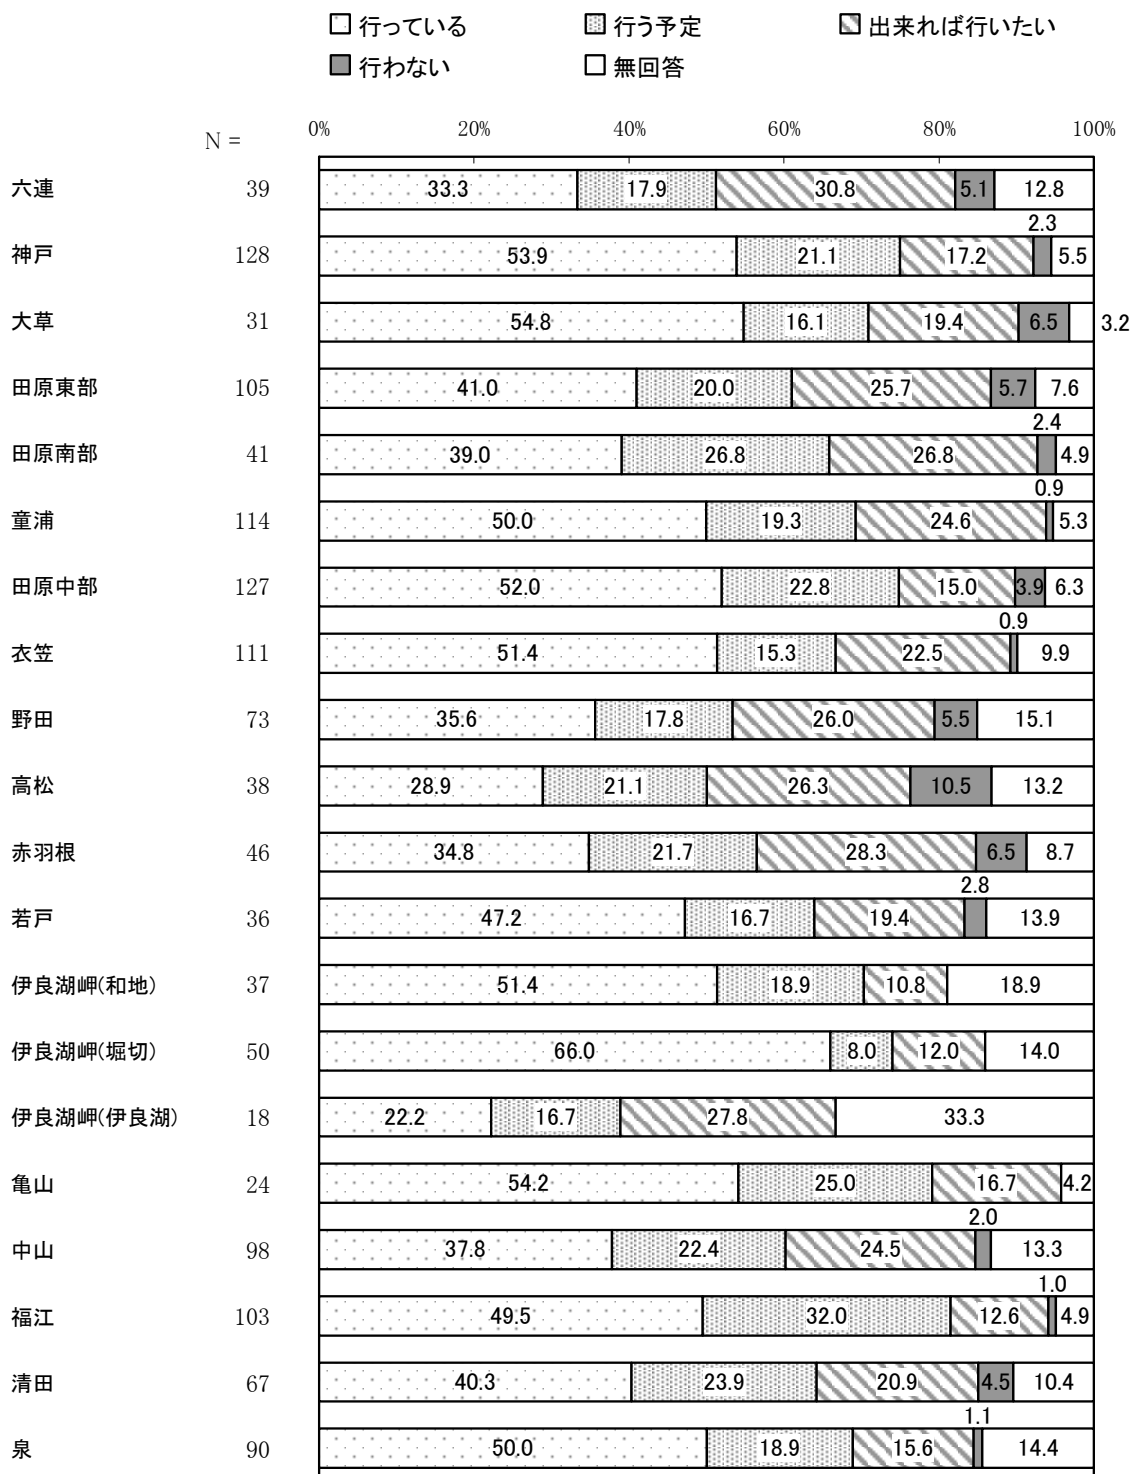 行っている 行う予定 出来れば行いたい
行わない 無回答
N = 0% 20% 40% 60% 80% 100%
六連 39 33.3 17.9 30.8 5.1 12.8
2.3
神戸 128 53.9 21.1 17.2 5.5
大草 31 54.8 16.1 19.4 6.5 3.2
田原東部 105 41.0 20.0 25.7 5.7 7.6
2.4
田原南部 41 39.0 26.8 26.8 4.9
0.9
童浦 114 50.0 19.3 24.6 5.3
田原中部 127 52.0 22.8 15.0 3.9 6.3
0.9
衣笠 111 51.4 15.3 22.5 9.9
野田 73 35.6 17.8 26.0 5.5 15.1
高松 38 28.9 21.1 26.3 10.5 13.2
赤羽根 46 34.8 21.7 28.3 6.5 8.7
2.8
若戸 36 47.2 16.7 19.4 13.9
伊良湖岬(和地) 37 51.4 18.9 10.8 18.9
伊良湖岬(堀切) 50 66.0 8.0 12.0 14.0
伊良湖岬(伊良湖) 18 22.2 16.7 27.8 33.3
亀山 24 54.2 25.0 16.7 4.2
2.0
中山 98 37.8 22.4 24.5 13.3
1.0
福江 103 49.5 32.0 12.6 4.9
清田 67 40.3 23.9 20.9 4.5 10.4
1.1
泉 90 50.0 18.9 15.6 14.4